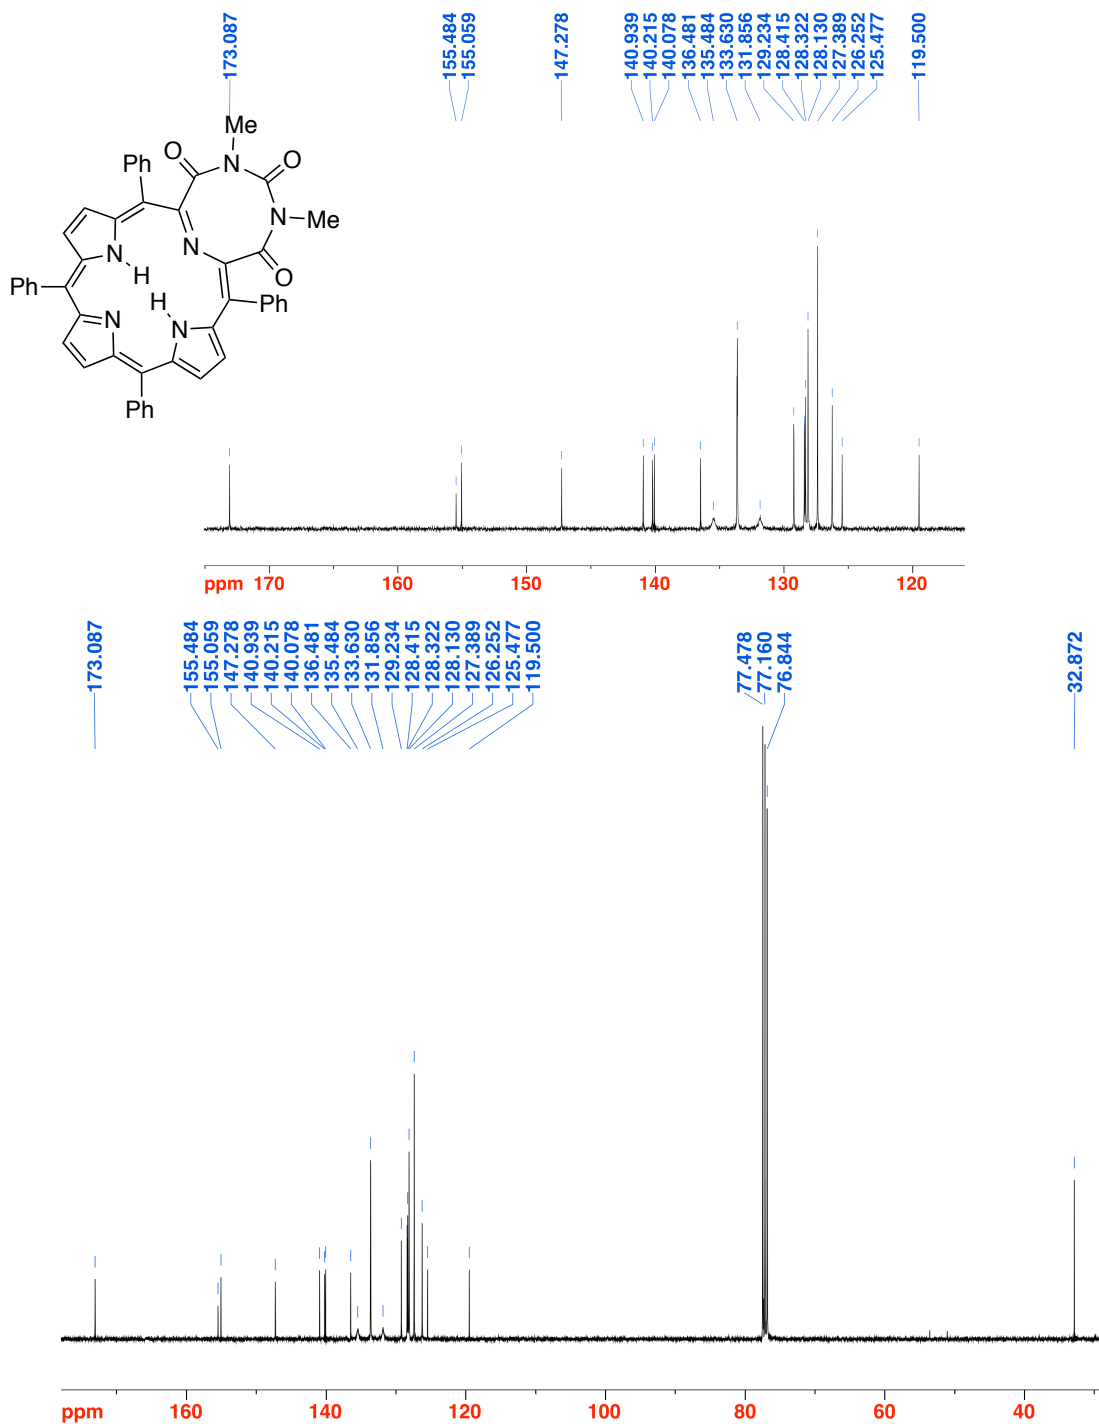 173.087
155.484
155.059
147.278
140.939
140.215
140.078
136.481
135.484
133.630
131.856
129.234
128.415
128.322
128.130
127.389
126.252
125.477
119.500
Me
O
N
O
Ph
N
Me
N
O
N
H
Ph
H
Ph
N
N
Ph
ppm 170 160 150 140 130 120
173.087
155.484
155.059
147.278
140.939
140.215
140.078
136.481
135.484
133.630
131.856
129.234
128.415
128.322
128.130
127.389
126.252
125.477
119.500
77.478
77.160
76.844
32.872
ppm 160 140 120 100 80 60 40